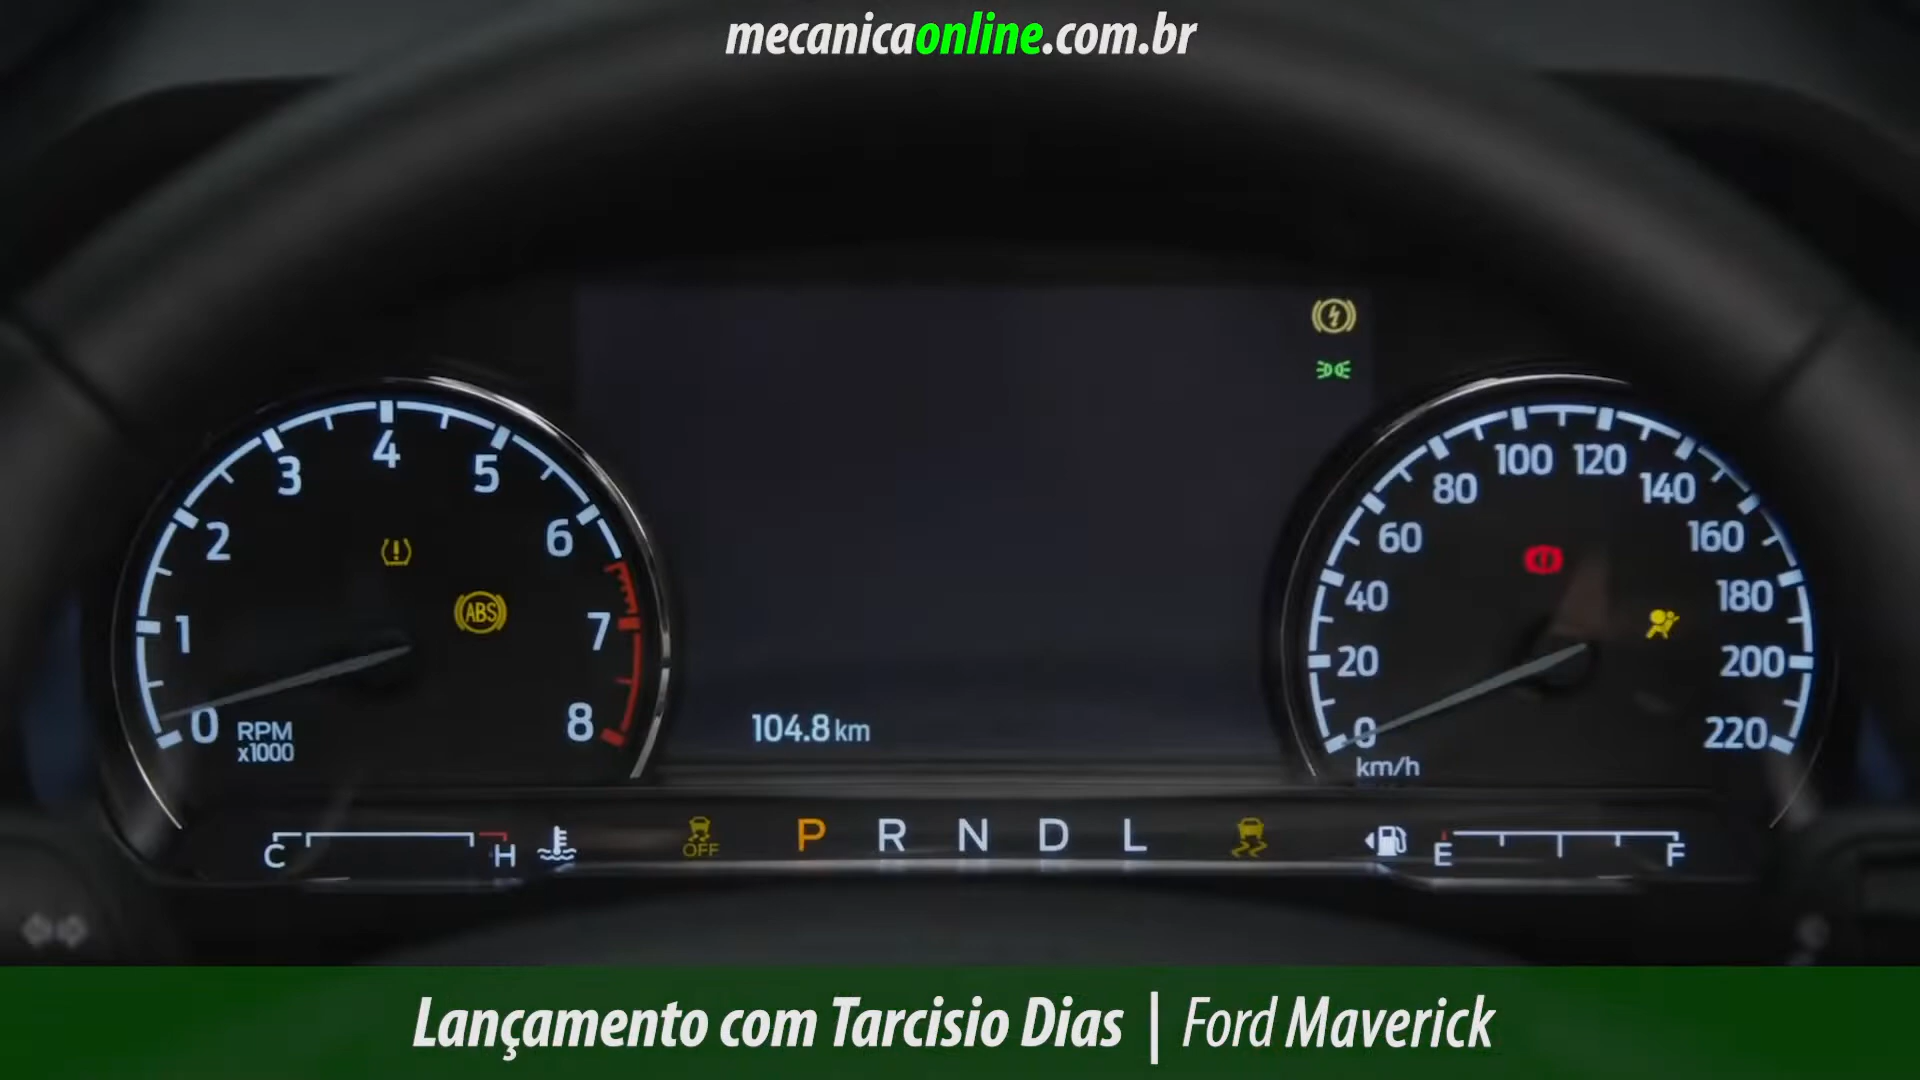 mecanicaonline.com.br
0 1 2 3 4 5 6 7 8
RPM
x1000
ABS
104.8 km
0 20 40 60 80 100 120 140 160 180 200 220
km/h
C H
OFF
P R N D L
E F
Lançamento com Tarcisio Dias | Ford Maverick